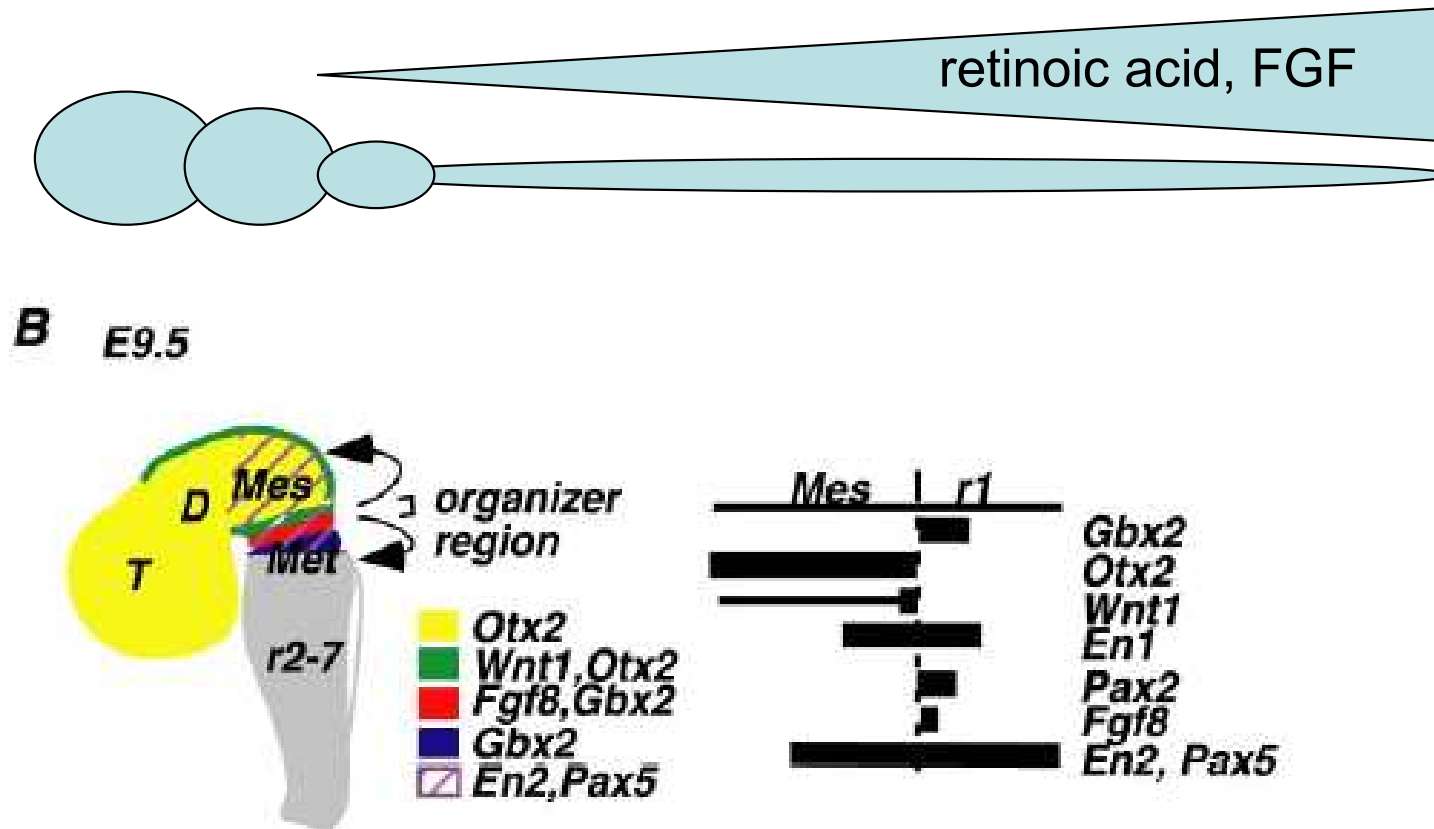 retinoic acid, FGF
B E9.5
Mes
D
T
Met
r2-7
organizer
region
Otx2
Wnt1,Otx2
Fgf8,Gbx2
Gbx2
En2,Pax5
Mes r1
Gbx2
Otx2
Wnt1
En1
Pax2
Fgf8
En2, Pax5